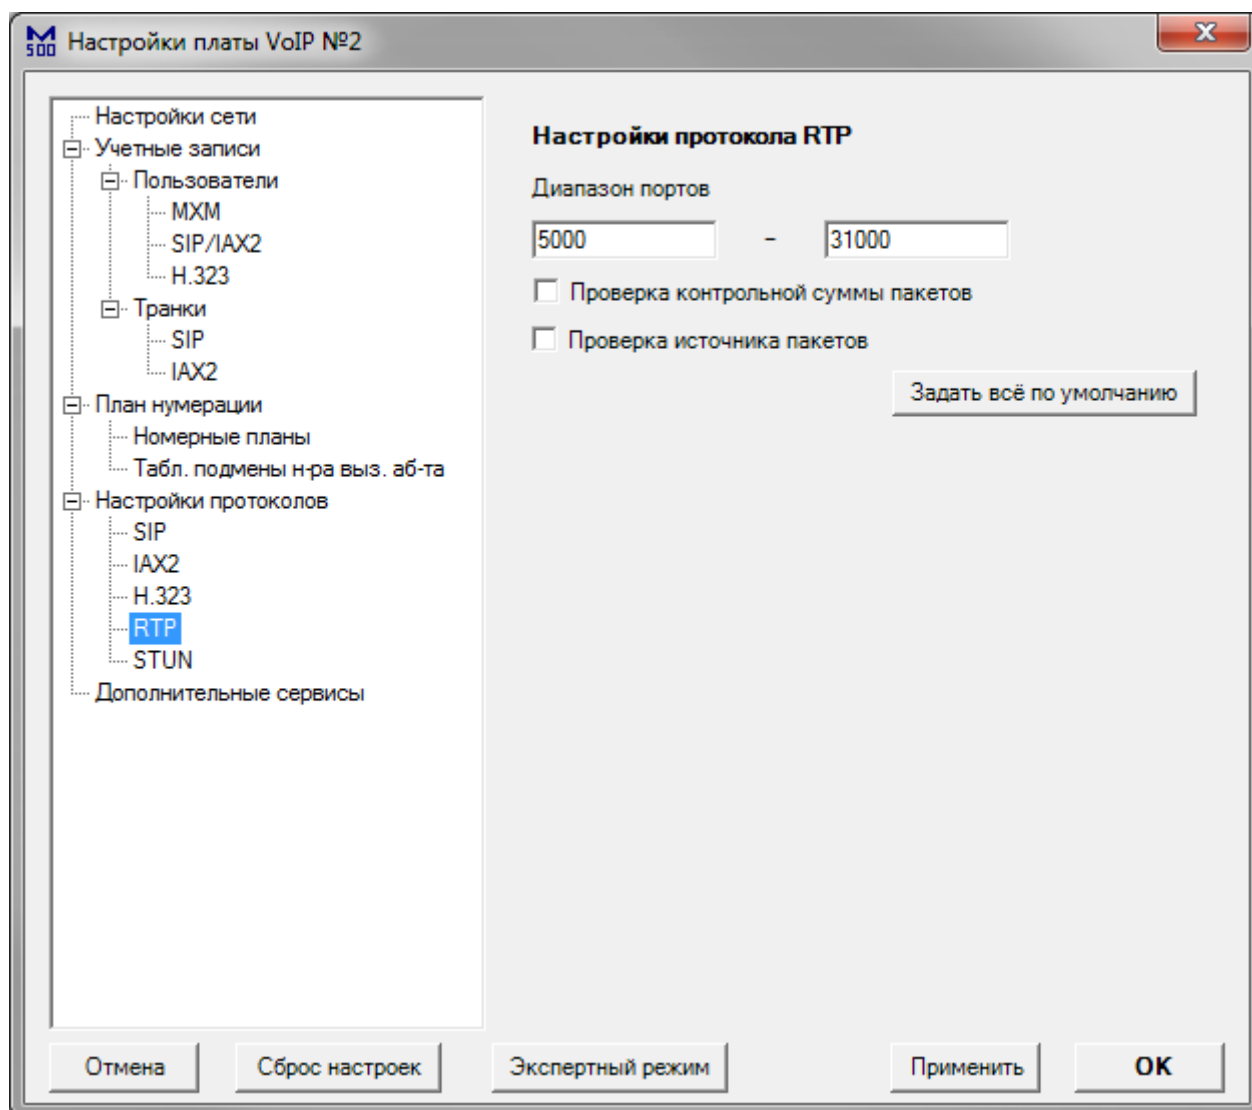 M
500
Настройки платы VoIP №2
x
Настройки сети
Учетные записи
Пользователи
MXM
SIP/IAX2
H.323
Транки
SIP
IAX2
План нумерации
Номерные планы
Табл. подмены н-ра выз. аб-та
Настройки протоколов
SIP
IAX2
H.323
RTP
STUN
Дополнительные сервисы
Настройки протокола RTP
Диапазон портов
5000 - 31000
Проверка контрольной суммы пакетов
Проверка источника пакетов
Задать всё по умолчанию
Отмена Сброс настроек Экспертный режим Применить OK